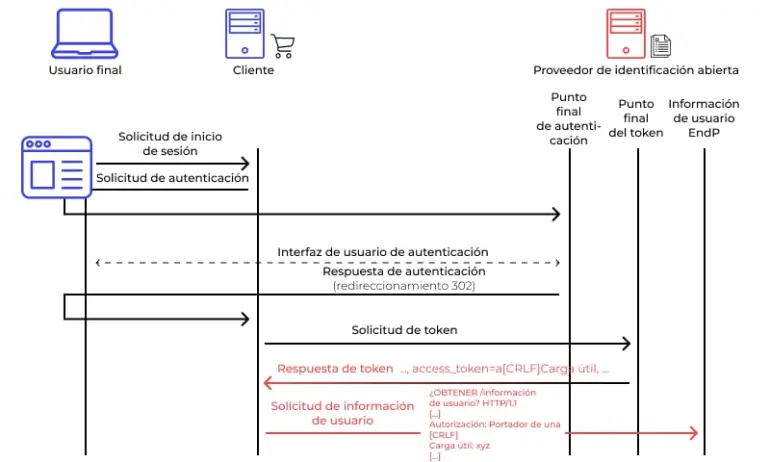 Usuario final
Cliente
Proveedor de identificación abierta
Punto
final
de autenti-
cación
Punto
final
del token
Información
de usuario
EndP
Solicitud de inicio
de sesión
Solicitud de autenticación
Interfaz de usuario de autenticación
Respuesta de autenticación
(redireccionamiento 302)
Solicitud de token
Respuesta de token ..., access_token=a[CRLF]Carga útil, ...
Solicitud de información
de usuario
¿OBTENER /información
de usuario? HTTP/1.1
[...]
Autorización: Portador de una
[CRLF]
Carga útil: xyz
[...]